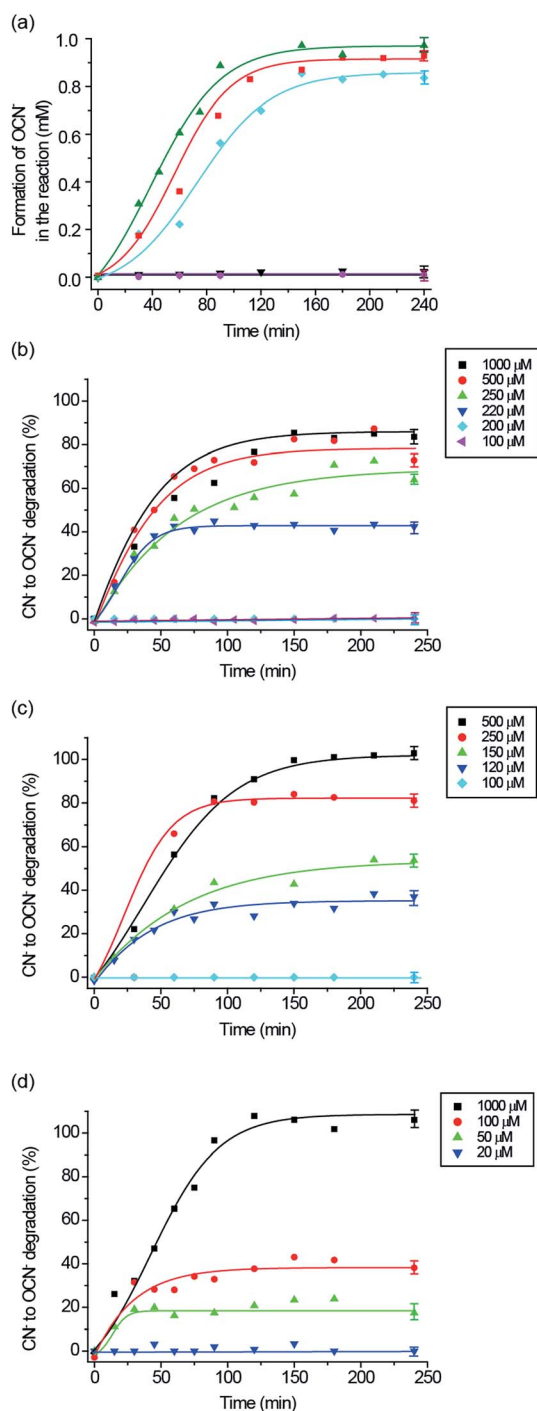 (a)
Formation of OCN⁻
in the reaction (mM)
1.0
0.8
0.6
0.4
0.2
0.0
0 40 80 120 160 200 240
Time (min)
(b)
1000 μM
500 μM
250 μM
220 μM
200 μM
100 μM
CN⁻ to OCN⁻ degradation (%)
100
80
60
40
20
0
0 50 100 150 200 250
Time (min)
(c)
500 μM
250 μM
150 μM
120 μM
100 μM
CN⁻ to OCN⁻ degradation (%)
100
80
60
40
20
0
0 50 100 150 200 250
Time (min)
(d)
1000 μM
100 μM
50 μM
20 μM
CN⁻ to OCN⁻ degradation (%)
100
80
60
40
20
0
0 50 100 150 200 250
Time (min)